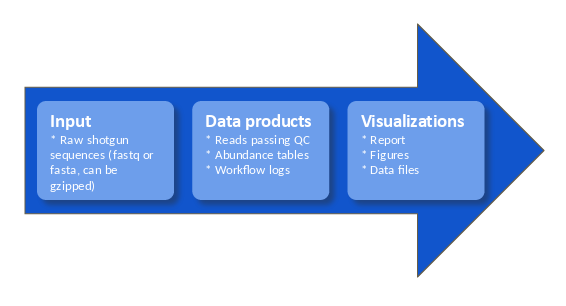 Input
* Raw shotgun
sequences (fastq or
fasta, can be
gzipped)
Data products
* Reads passing QC
* Abundance tables
* Workflow logs
Visualizations
* Report
* Figures
* Data files